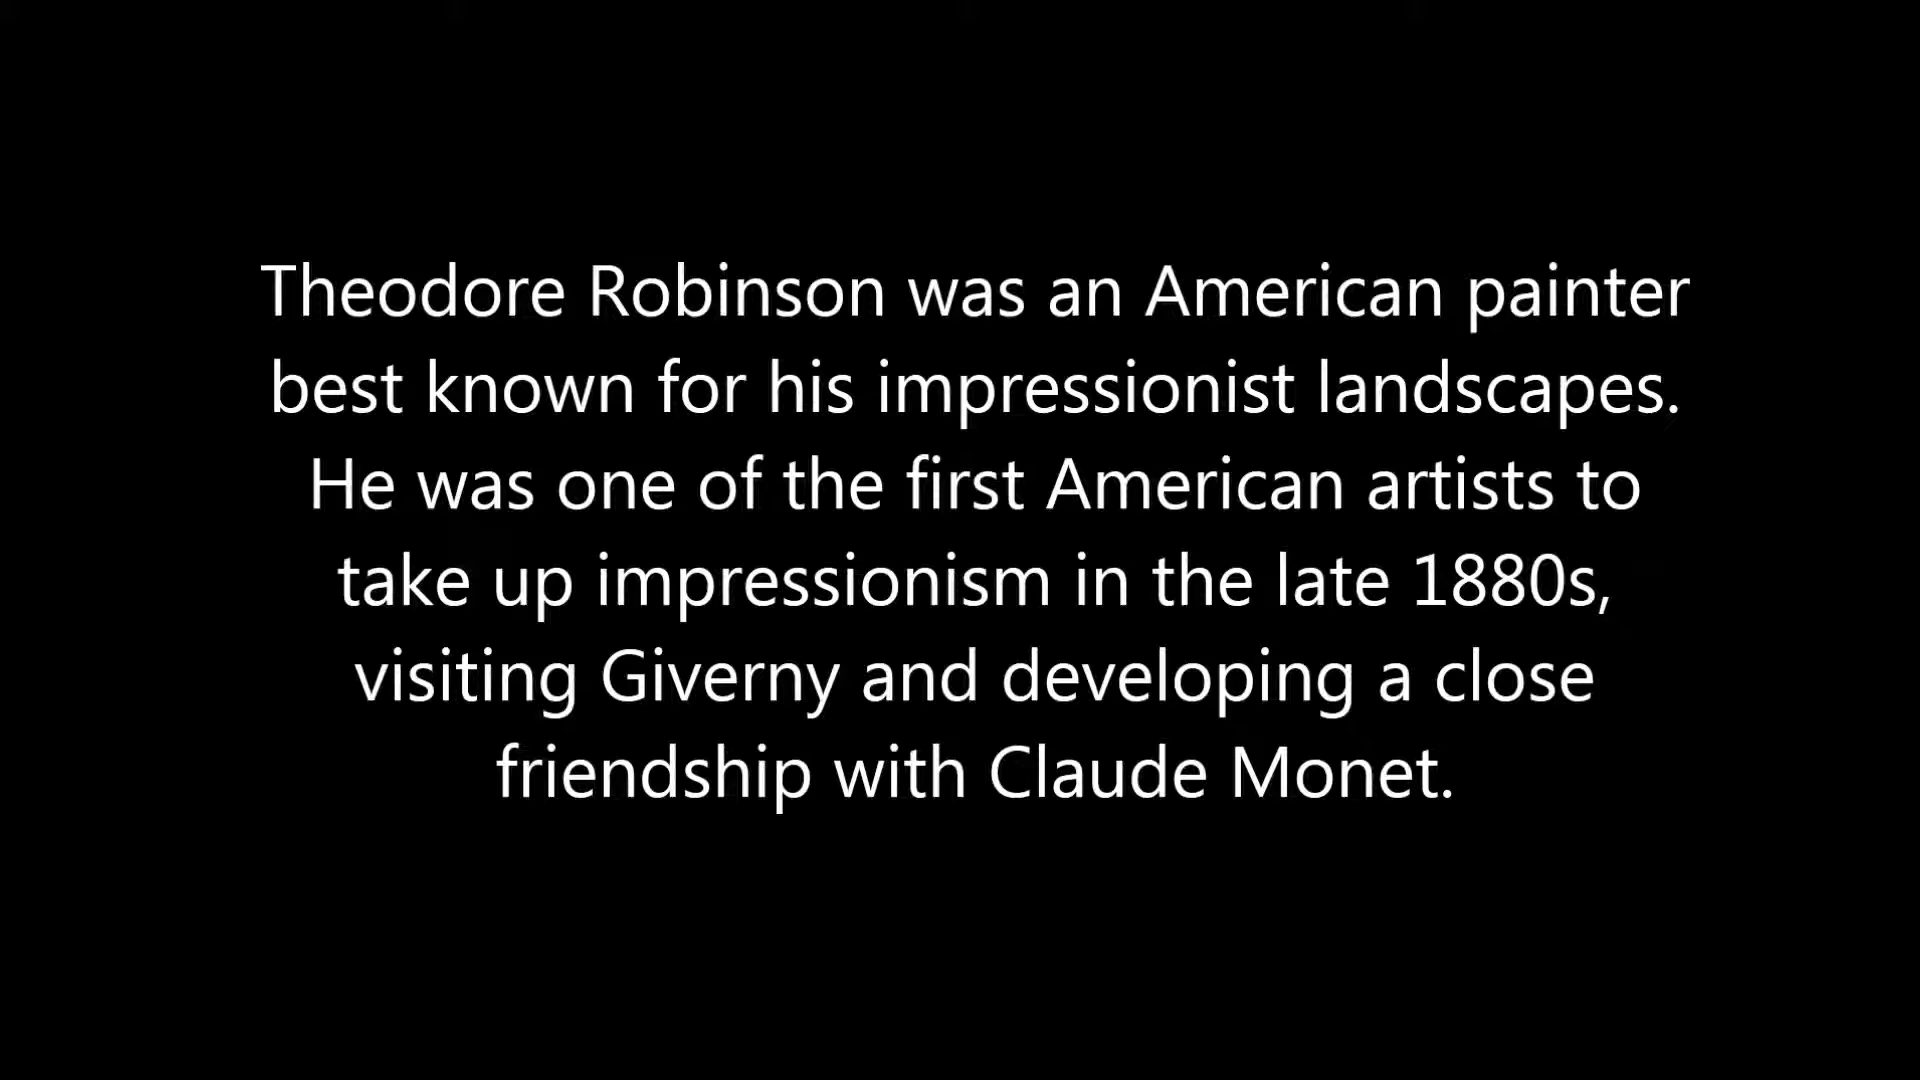 Theodore Robinson was an American painter
best known for his impressionist landscapes.
He was one of the first American artists to
take up impressionism in the late 1880s,
visiting Giverny and developing a close
friendship with Claude Monet.